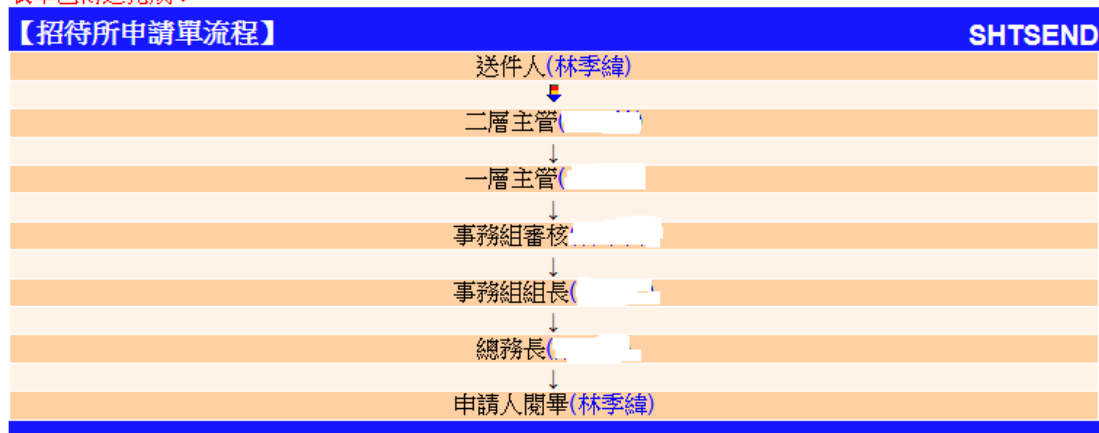 【招待所申請單流程】 SHTSEND
送件人(林季緯)
二層主管(
↓
一層主管(
↓
事務組審核
↓
事務組組長(
↓
總務長(
↓
申請人閱畢(林季緯)